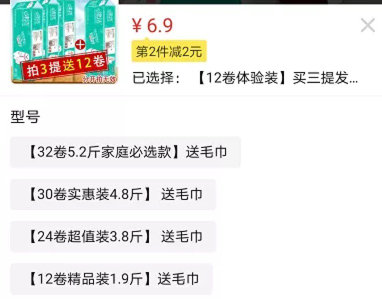 ¥6.9
第2件减2元
拍3提送12卷
已选择：【12卷体验装】买三提发...
型号
【32卷5.2斤家庭必选款】送毛巾
【30卷实惠装4.8斤】 送毛巾
【24卷超值装3.8斤】 送毛巾
【12卷精品装1.9斤】送毛巾